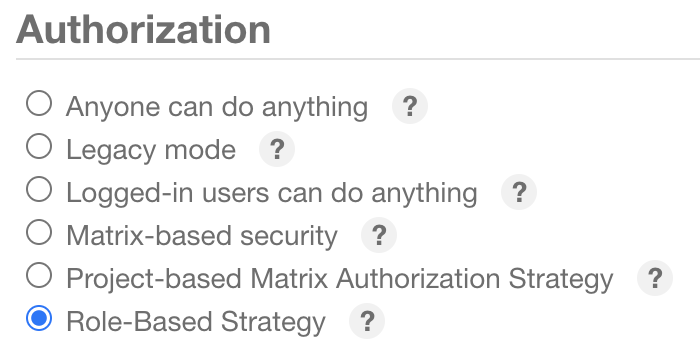 Authorization
Anyone can do anything ?
Legacy mode ?
Logged-in users can do anything ?
Matrix-based security ?
Project-based Matrix Authorization Strategy ?
Role-Based Strategy ?